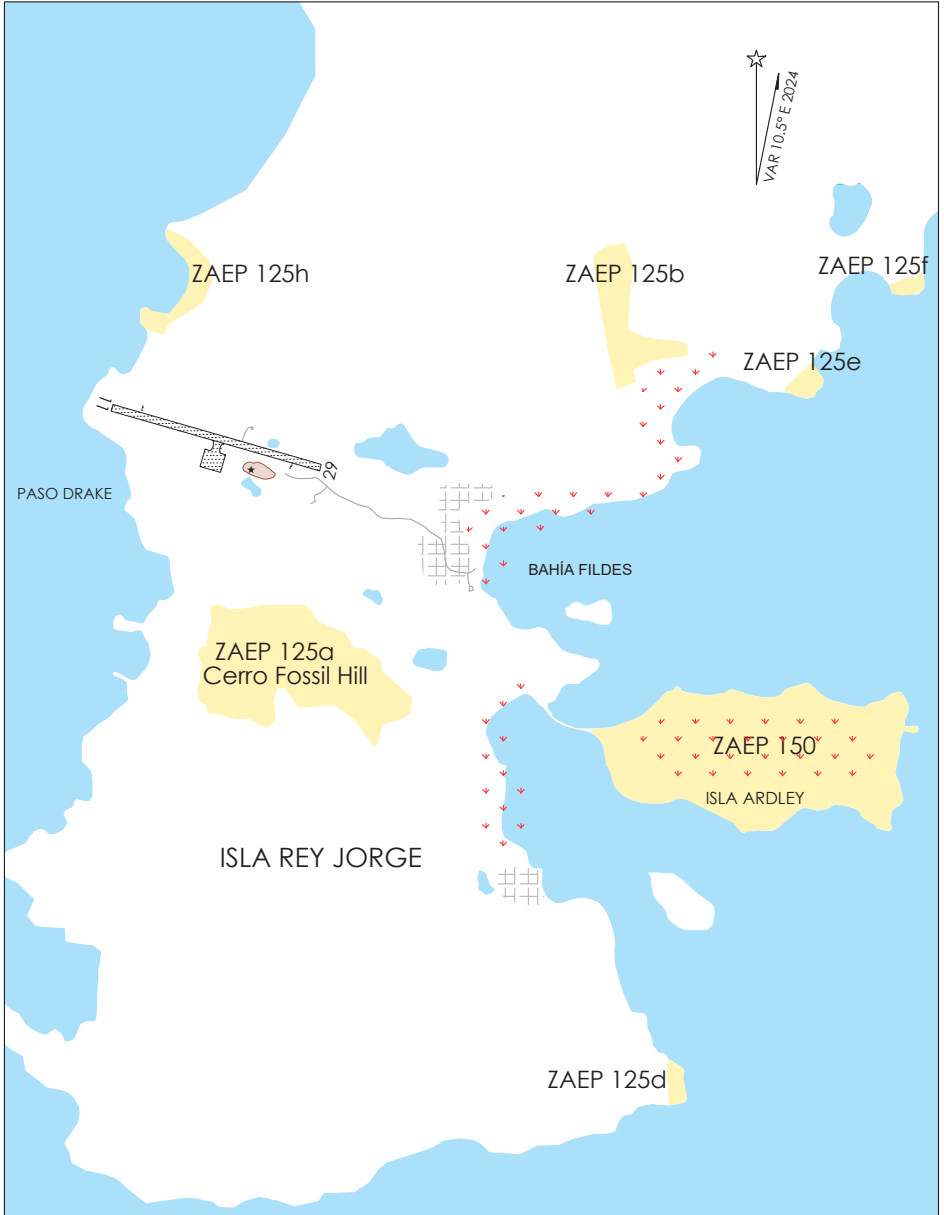 VAR 10.5° E 2024
ZAEP 125h
ZAEP 125b
ZAEP 125f
ZAEP 125e
11
29
PASO DRAKE
BAHÍA FILDES
ZAEP 125a
Cerro Fossil Hill
ZAEP 150
ISLA ARDLEY
ISLA REY JORGE
ZAEP 125d